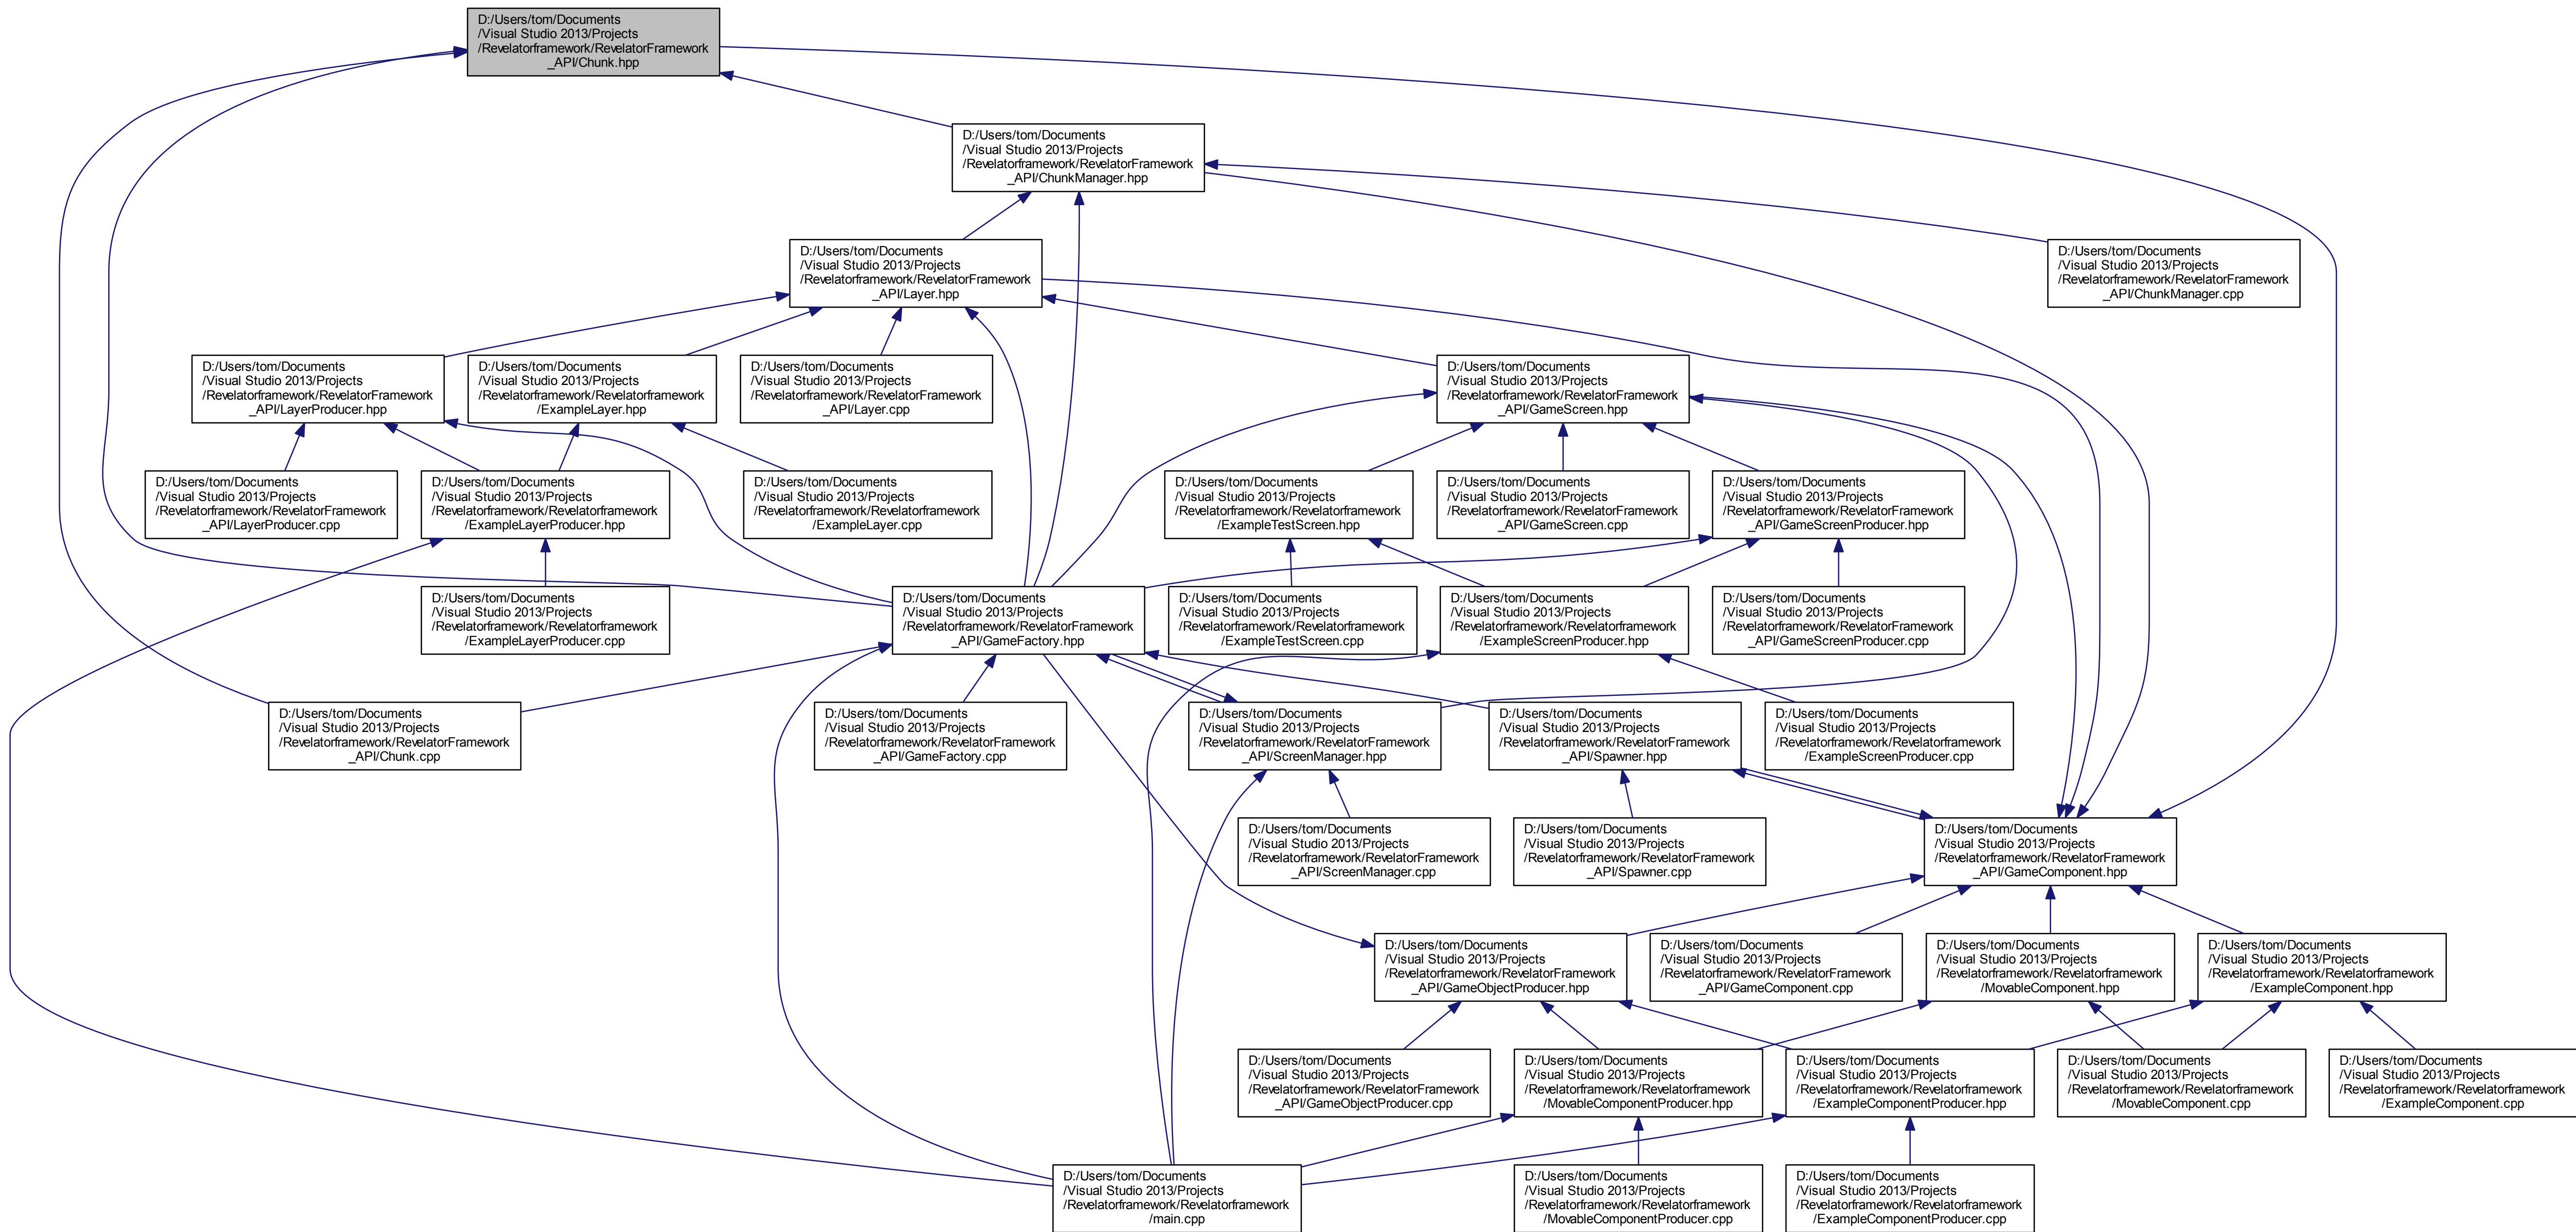 D:/Users/tom/Documents
/Visual Studio 2013/Projects
/Revelatorframework/RevelatorFramework
_API/Chunk.hpp
D:/Users/tom/Documents
/Visual Studio 2013/Projects
/Revelatorframework/RevelatorFramework
_API/ChunkManager.hpp
D:/Users/tom/Documents
/Visual Studio 2013/Projects
/Revelatorframework/RevelatorFramework
_API/Layer.hpp
D:/Users/tom/Documents
/Visual Studio 2013/Projects
/Revelatorframework/RevelatorFramework
_API/ChunkManager.cpp
D:/Users/tom/Documents
/Visual Studio 2013/Projects
/Revelatorframework/RevelatorFramework
_API/LayerProducer.hpp
D:/Users/tom/Documents
/Visual Studio 2013/Projects
/Revelatorframework/Revelatorframework
/ExampleLayer.hpp
D:/Users/tom/Documents
/Visual Studio 2013/Projects
/Revelatorframework/RevelatorFramework
_API/Layer.cpp
D:/Users/tom/Documents
/Visual Studio 2013/Projects
/Revelatorframework/RevelatorFramework
_API/GameScreen.hpp
D:/Users/tom/Documents
/Visual Studio 2013/Projects
/Revelatorframework/RevelatorFramework
_API/LayerProducer.cpp
D:/Users/tom/Documents
/Visual Studio 2013/Projects
/Revelatorframework/Revelatorframework
/ExampleLayerProducer.hpp
D:/Users/tom/Documents
/Visual Studio 2013/Projects
/Revelatorframework/Revelatorframework
/ExampleLayer.cpp
D:/Users/tom/Documents
/Visual Studio 2013/Projects
/Revelatorframework/Revelatorframework
/ExampleTestScreen.hpp
D:/Users/tom/Documents
/Visual Studio 2013/Projects
/Revelatorframework/RevelatorFramework
_API/GameScreen.cpp
D:/Users/tom/Documents
/Visual Studio 2013/Projects
/Revelatorframework/RevelatorFramework
_API/GameScreenProducer.hpp
D:/Users/tom/Documents
/Visual Studio 2013/Projects
/Revelatorframework/Revelatorframework
/ExampleLayerProducer.cpp
D:/Users/tom/Documents
/Visual Studio 2013/Projects
/Revelatorframework/RevelatorFramework
_API/GameFactory.hpp
D:/Users/tom/Documents
/Visual Studio 2013/Projects
/Revelatorframework/Revelatorframework
/ExampleTestScreen.cpp
D:/Users/tom/Documents
/Visual Studio 2013/Projects
/Revelatorframework/Revelatorframework
/ExampleScreenProducer.hpp
D:/Users/tom/Documents
/Visual Studio 2013/Projects
/Revelatorframework/RevelatorFramework
_API/GameScreenProducer.cpp
D:/Users/tom/Documents
/Visual Studio 2013/Projects
/Revelatorframework/RevelatorFramework
_API/Chunk.cpp
D:/Users/tom/Documents
/Visual Studio 2013/Projects
/Revelatorframework/RevelatorFramework
_API/GameFactory.cpp
D:/Users/tom/Documents
/Visual Studio 2013/Projects
/Revelatorframework/RevelatorFramework
_API/ScreenManager.hpp
D:/Users/tom/Documents
/Visual Studio 2013/Projects
/Revelatorframework/RevelatorFramework
_API/Spawner.hpp
D:/Users/tom/Documents
/Visual Studio 2013/Projects
/Revelatorframework/Revelatorframework
/ExampleScreenProducer.cpp
D:/Users/tom/Documents
/Visual Studio 2013/Projects
/Revelatorframework/RevelatorFramework
_API/ScreenManager.cpp
D:/Users/tom/Documents
/Visual Studio 2013/Projects
/Revelatorframework/RevelatorFramework
_API/Spawner.cpp
D:/Users/tom/Documents
/Visual Studio 2013/Projects
/Revelatorframework/RevelatorFramework
_API/GameComponent.hpp
D:/Users/tom/Documents
/Visual Studio 2013/Projects
/Revelatorframework/RevelatorFramework
_API/GameObjectProducer.hpp
D:/Users/tom/Documents
/Visual Studio 2013/Projects
/Revelatorframework/RevelatorFramework
_API/GameComponent.cpp
D:/Users/tom/Documents
/Visual Studio 2013/Projects
/Revelatorframework/Revelatorframework
/MovableComponent.hpp
D:/Users/tom/Documents
/Visual Studio 2013/Projects
/Revelatorframework/Revelatorframework
/ExampleComponent.hpp
D:/Users/tom/Documents
/Visual Studio 2013/Projects
/Revelatorframework/RevelatorFramework
_API/GameObjectProducer.cpp
D:/Users/tom/Documents
/Visual Studio 2013/Projects
/Revelatorframework/Revelatorframework
/MovableComponentProducer.hpp
D:/Users/tom/Documents
/Visual Studio 2013/Projects
/Revelatorframework/Revelatorframework
/ExampleComponentProducer.hpp
D:/Users/tom/Documents
/Visual Studio 2013/Projects
/Revelatorframework/Revelatorframework
/MovableComponent.cpp
D:/Users/tom/Documents
/Visual Studio 2013/Projects
/Revelatorframework/Revelatorframework
/ExampleComponent.cpp
D:/Users/tom/Documents
/Visual Studio 2013/Projects
/Revelatorframework/Revelatorframework
/main.cpp
D:/Users/tom/Documents
/Visual Studio 2013/Projects
/Revelatorframework/Revelatorframework
/MovableComponentProducer.cpp
D:/Users/tom/Documents
/Visual Studio 2013/Projects
/Revelatorframework/Revelatorframework
/ExampleComponentProducer.cpp